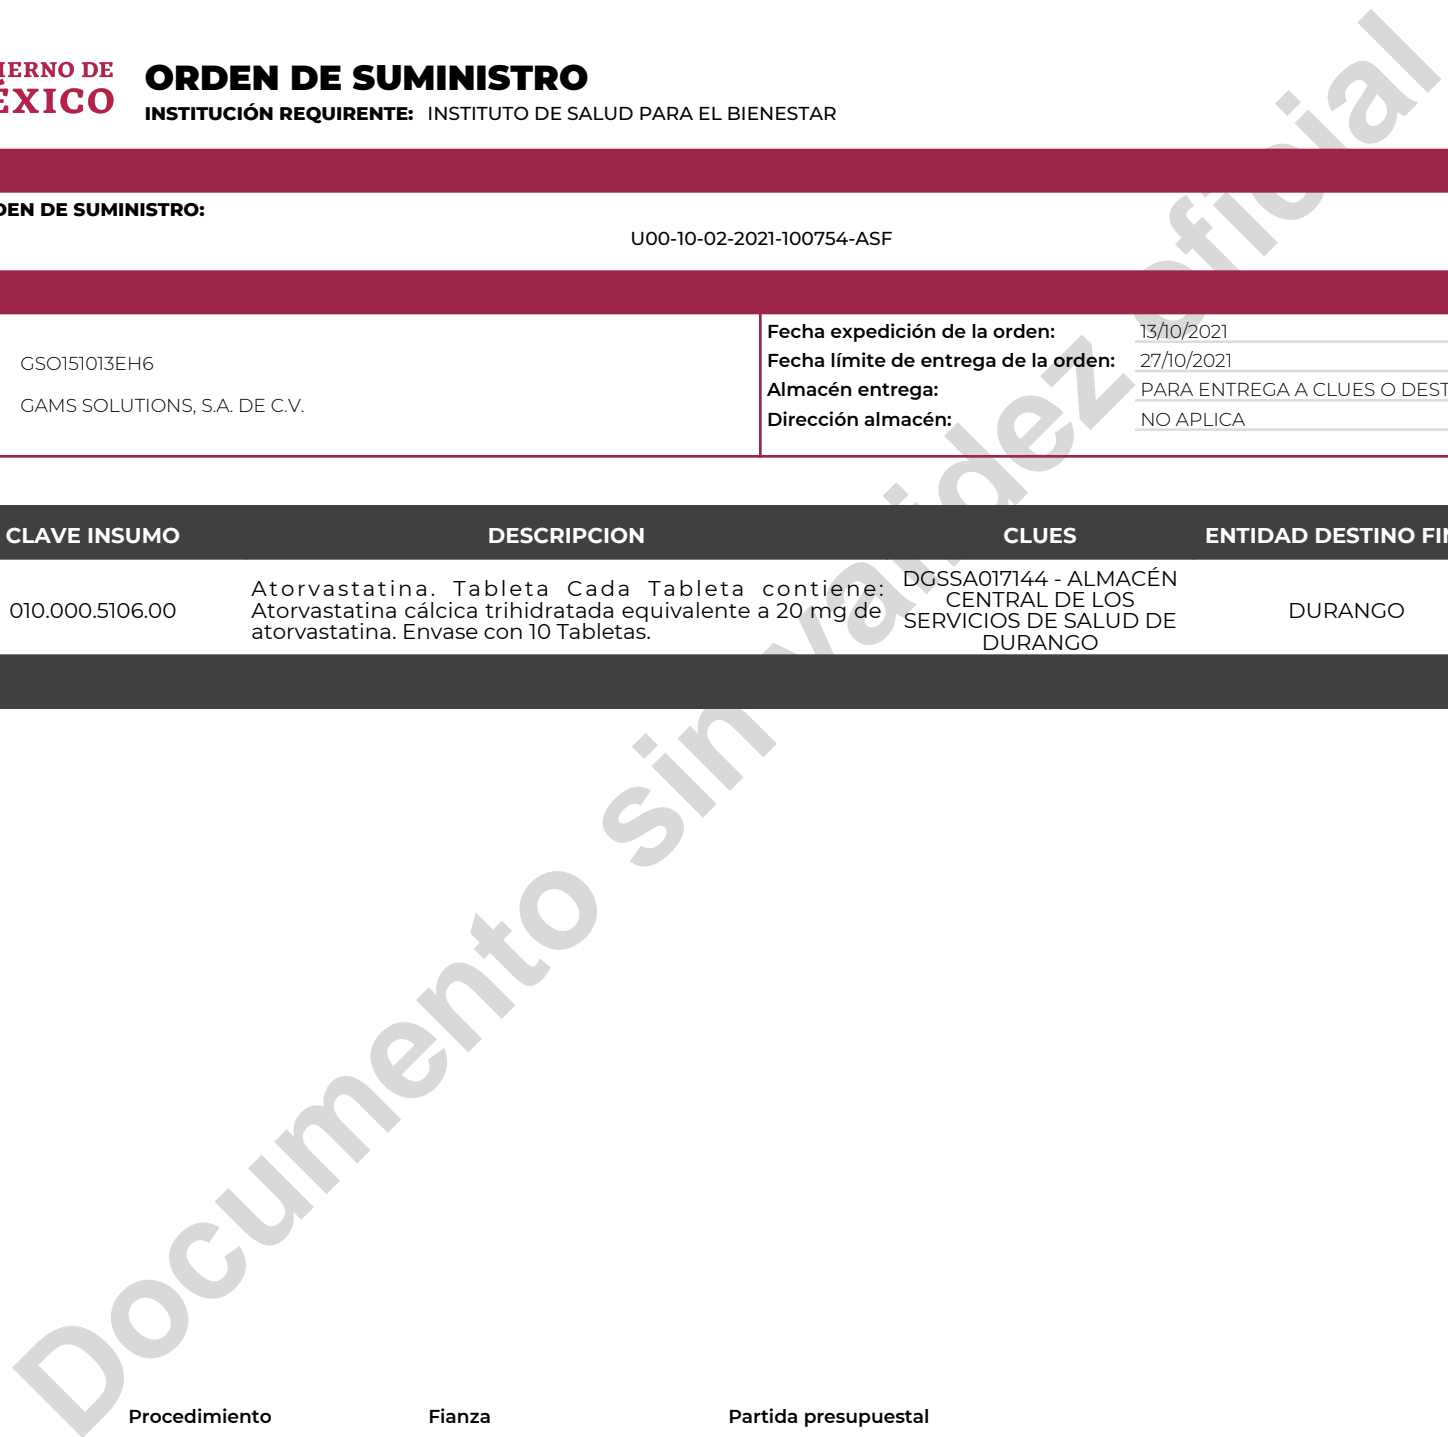 IERNO DE
ÉXICO
ORDEN DE SUMINISTRO
INSTITUCIÓN REQUIRENTE: INSTITUTO DE SALUD PARA EL BIENESTAR
DEN DE SUMINISTRO:
U00-10-02-2021-100754-ASF
GSO151013EH6
GAMS SOLUTIONS, S.A. DE C.V.
Fecha expedición de la orden: 13/10/2021
Fecha límite de entrega de la orden: 27/10/2021
Almacén entrega: PARA ENTREGA A CLUES O DEST
Dirección almacén: NO APLICA
CLAVE INSUMO DESCRIPCION CLUES ENTIDAD DESTINO FIN
010.000.5106.00
Atorvastatina. Tableta Cada Tableta contiene:
Atorvastatina cálcica trihidratada equivalente a 20 mg de
atorvastatina. Envase con 10 Tabletas.
DGSSA017144 - ALMACÉN
CENTRAL DE LOS
SERVICIOS DE SALUD DE
DURANGO
DURANGO
Documento sin validez oficial
Procedimiento Fianza Partida presupuestal